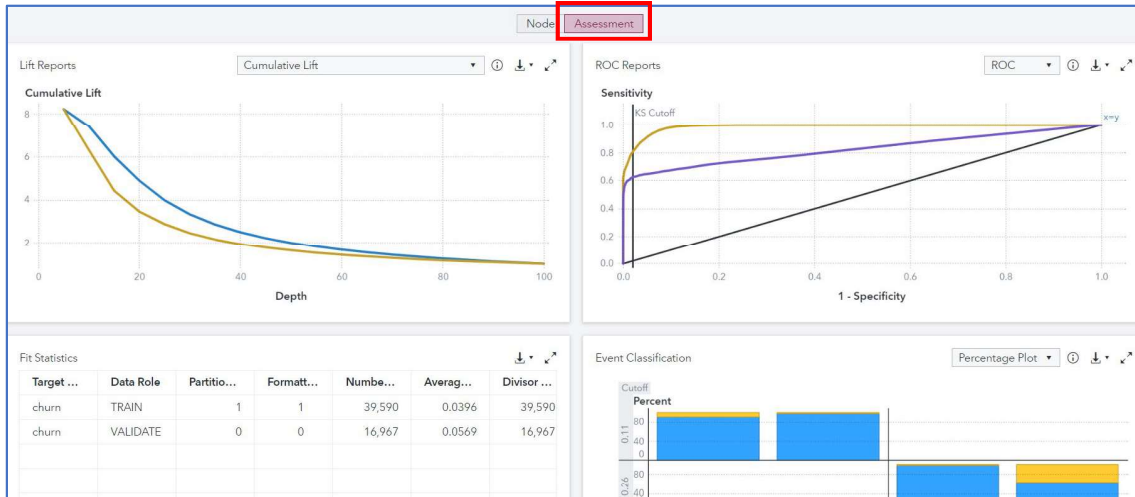 Node Assessment
Lift Reports
Cumulative Lift
Cumulative Lift
8
6
4
2
0 20 40 60 80 100
Depth
ROC Reports
ROC
Sensitivity
KS Cutoff
x=y
1.0
0.8
0.6
0.4
0.2
0.0
0.0 0.2 0.4 0.6 0.8 1.0
1 - Specificity
Fit Statistics
Target ... Data Role Partitio... Formatt... Numbe... Averag... Divisor ...
churn TRAIN 1 1 39,590 0.0396 39,590
churn VALIDATE 0 0 16,967 0.0569 16,967
Event Classification
Percentage Plot
Cutoff
Percent
0.11
80
40
0
0.26
80
40